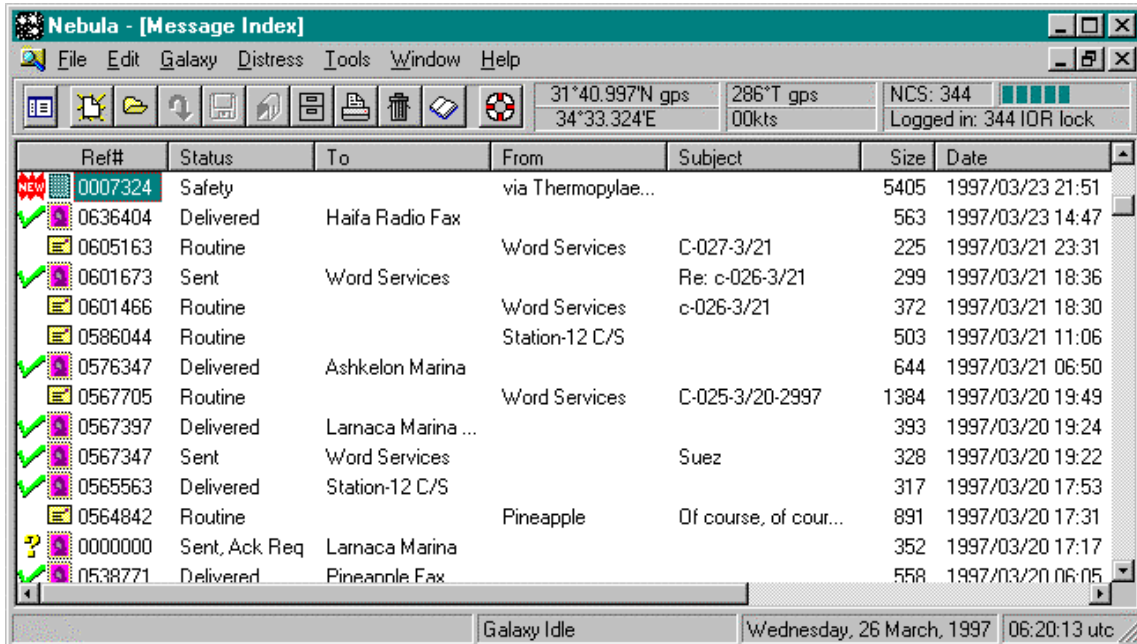 Nebula - [Message Index]
File Edit Galaxy Distress Tools Window Help
31°40.997'N gps 286°T gps NCS: 344
34°33.324'E 00kts Logged in: 344 IOR lock
Ref# Status To From Subject Size Date
NEW 0007324 Safety via Thermopylae... 5405 1997/03/23 21:51
0636404 Delivered Haifa Radio Fax 563 1997/03/23 14:47
0605163 Routine Word Services C-027-3/21 225 1997/03/21 23:31
0601673 Sent Word Services Re: c-026-3/21 299 1997/03/21 18:36
0601466 Routine Word Services c-026-3/21 372 1997/03/21 18:30
0586044 Routine Station-12 C/S 503 1997/03/21 11:06
0576347 Delivered Ashkelon Marina 644 1997/03/21 06:50
0567705 Routine Word Services C-025-3/20-2997 1384 1997/03/20 19:49
0567397 Delivered Larnaca Marina ... 393 1997/03/20 19:24
0567347 Sent Word Services Suez 328 1997/03/20 19:22
0565563 Delivered Station-12 C/S 317 1997/03/20 17:53
0564842 Routine Pineapple Of course, of cour... 891 1997/03/20 17:31
0000000 Sent, Ack Req Larnaca Marina 352 1997/03/20 17:17
0538771 Delivered Pineapple Fax 558 1997/03/20 06:05
Galaxy Idle Wednesday, 26 March, 1997 06:20:13 utc